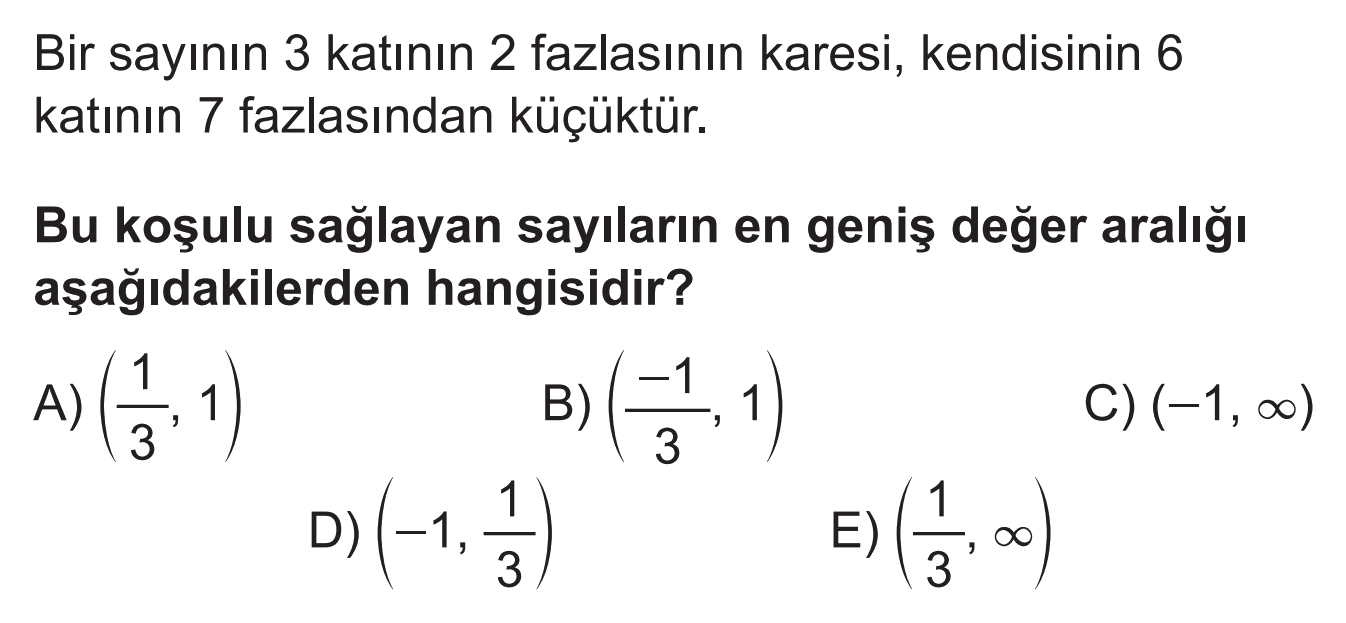 Bir sayının 3 katının 2 fazlasının karesi, kendisinin 6
katının 7 fazlasından küçüktür.
Bu koşulu sağlayan sayıların en geniş değer aralığı
aşağıdakilerden hangisidir?
A) (1/3, 1) B) (−1/3, 1) C) (−1, ∞)
D) (−1, 1/3) E) (1/3, ∞)